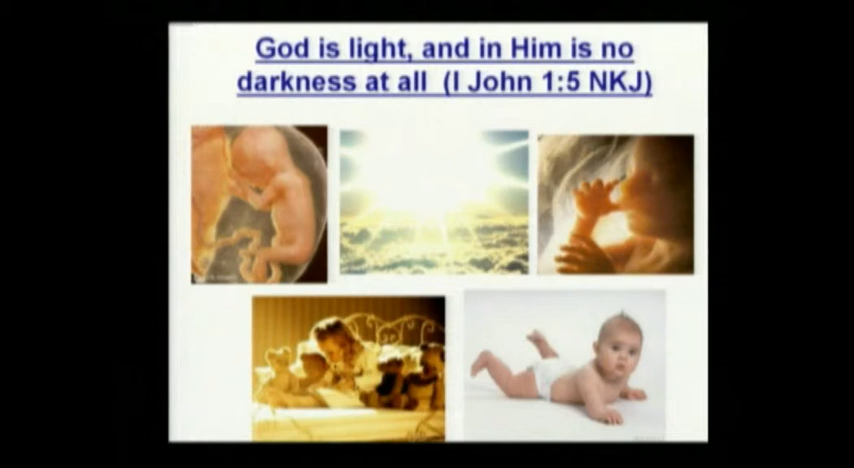 God is light, and in Him is no
darkness at all (I John 1:5 NKJ)